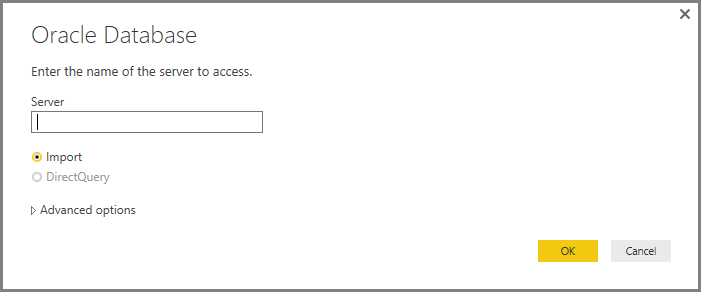 Oracle Database
Enter the name of the server to access.
Server
Import
DirectQuery
Advanced options
OK
Cancel